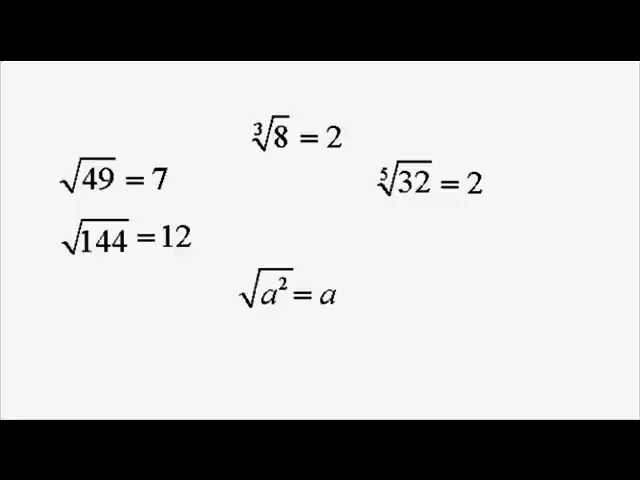 ∛8 = 2
√49 = 7
⁵√32 = 2
√144 = 12
√a² = a